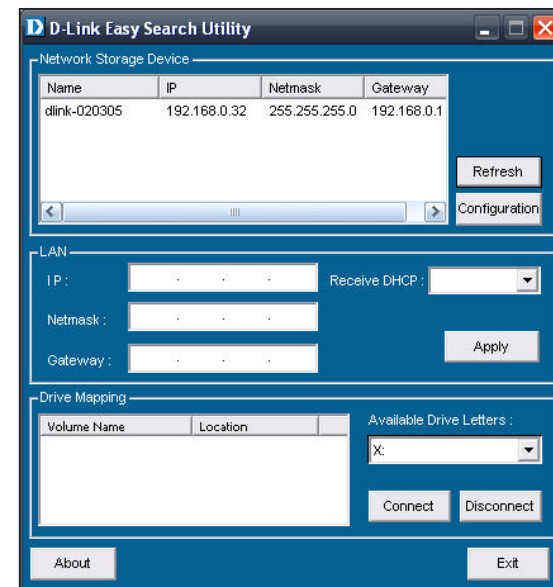 D D-Link Easy Search Utility
Network Storage Device
Name IP Netmask Gateway
dlink-020305 192.168.0.32 255.255.255.0 192.168.0.1
Refresh
Configuration
LAN
IP : . . . Receive DHCP :
Netmask : . . .
Gateway : . . .
Apply
Drive Mapping
Volume Name Location
Available Drive Letters :
X:
Connect Disconnect
About Exit